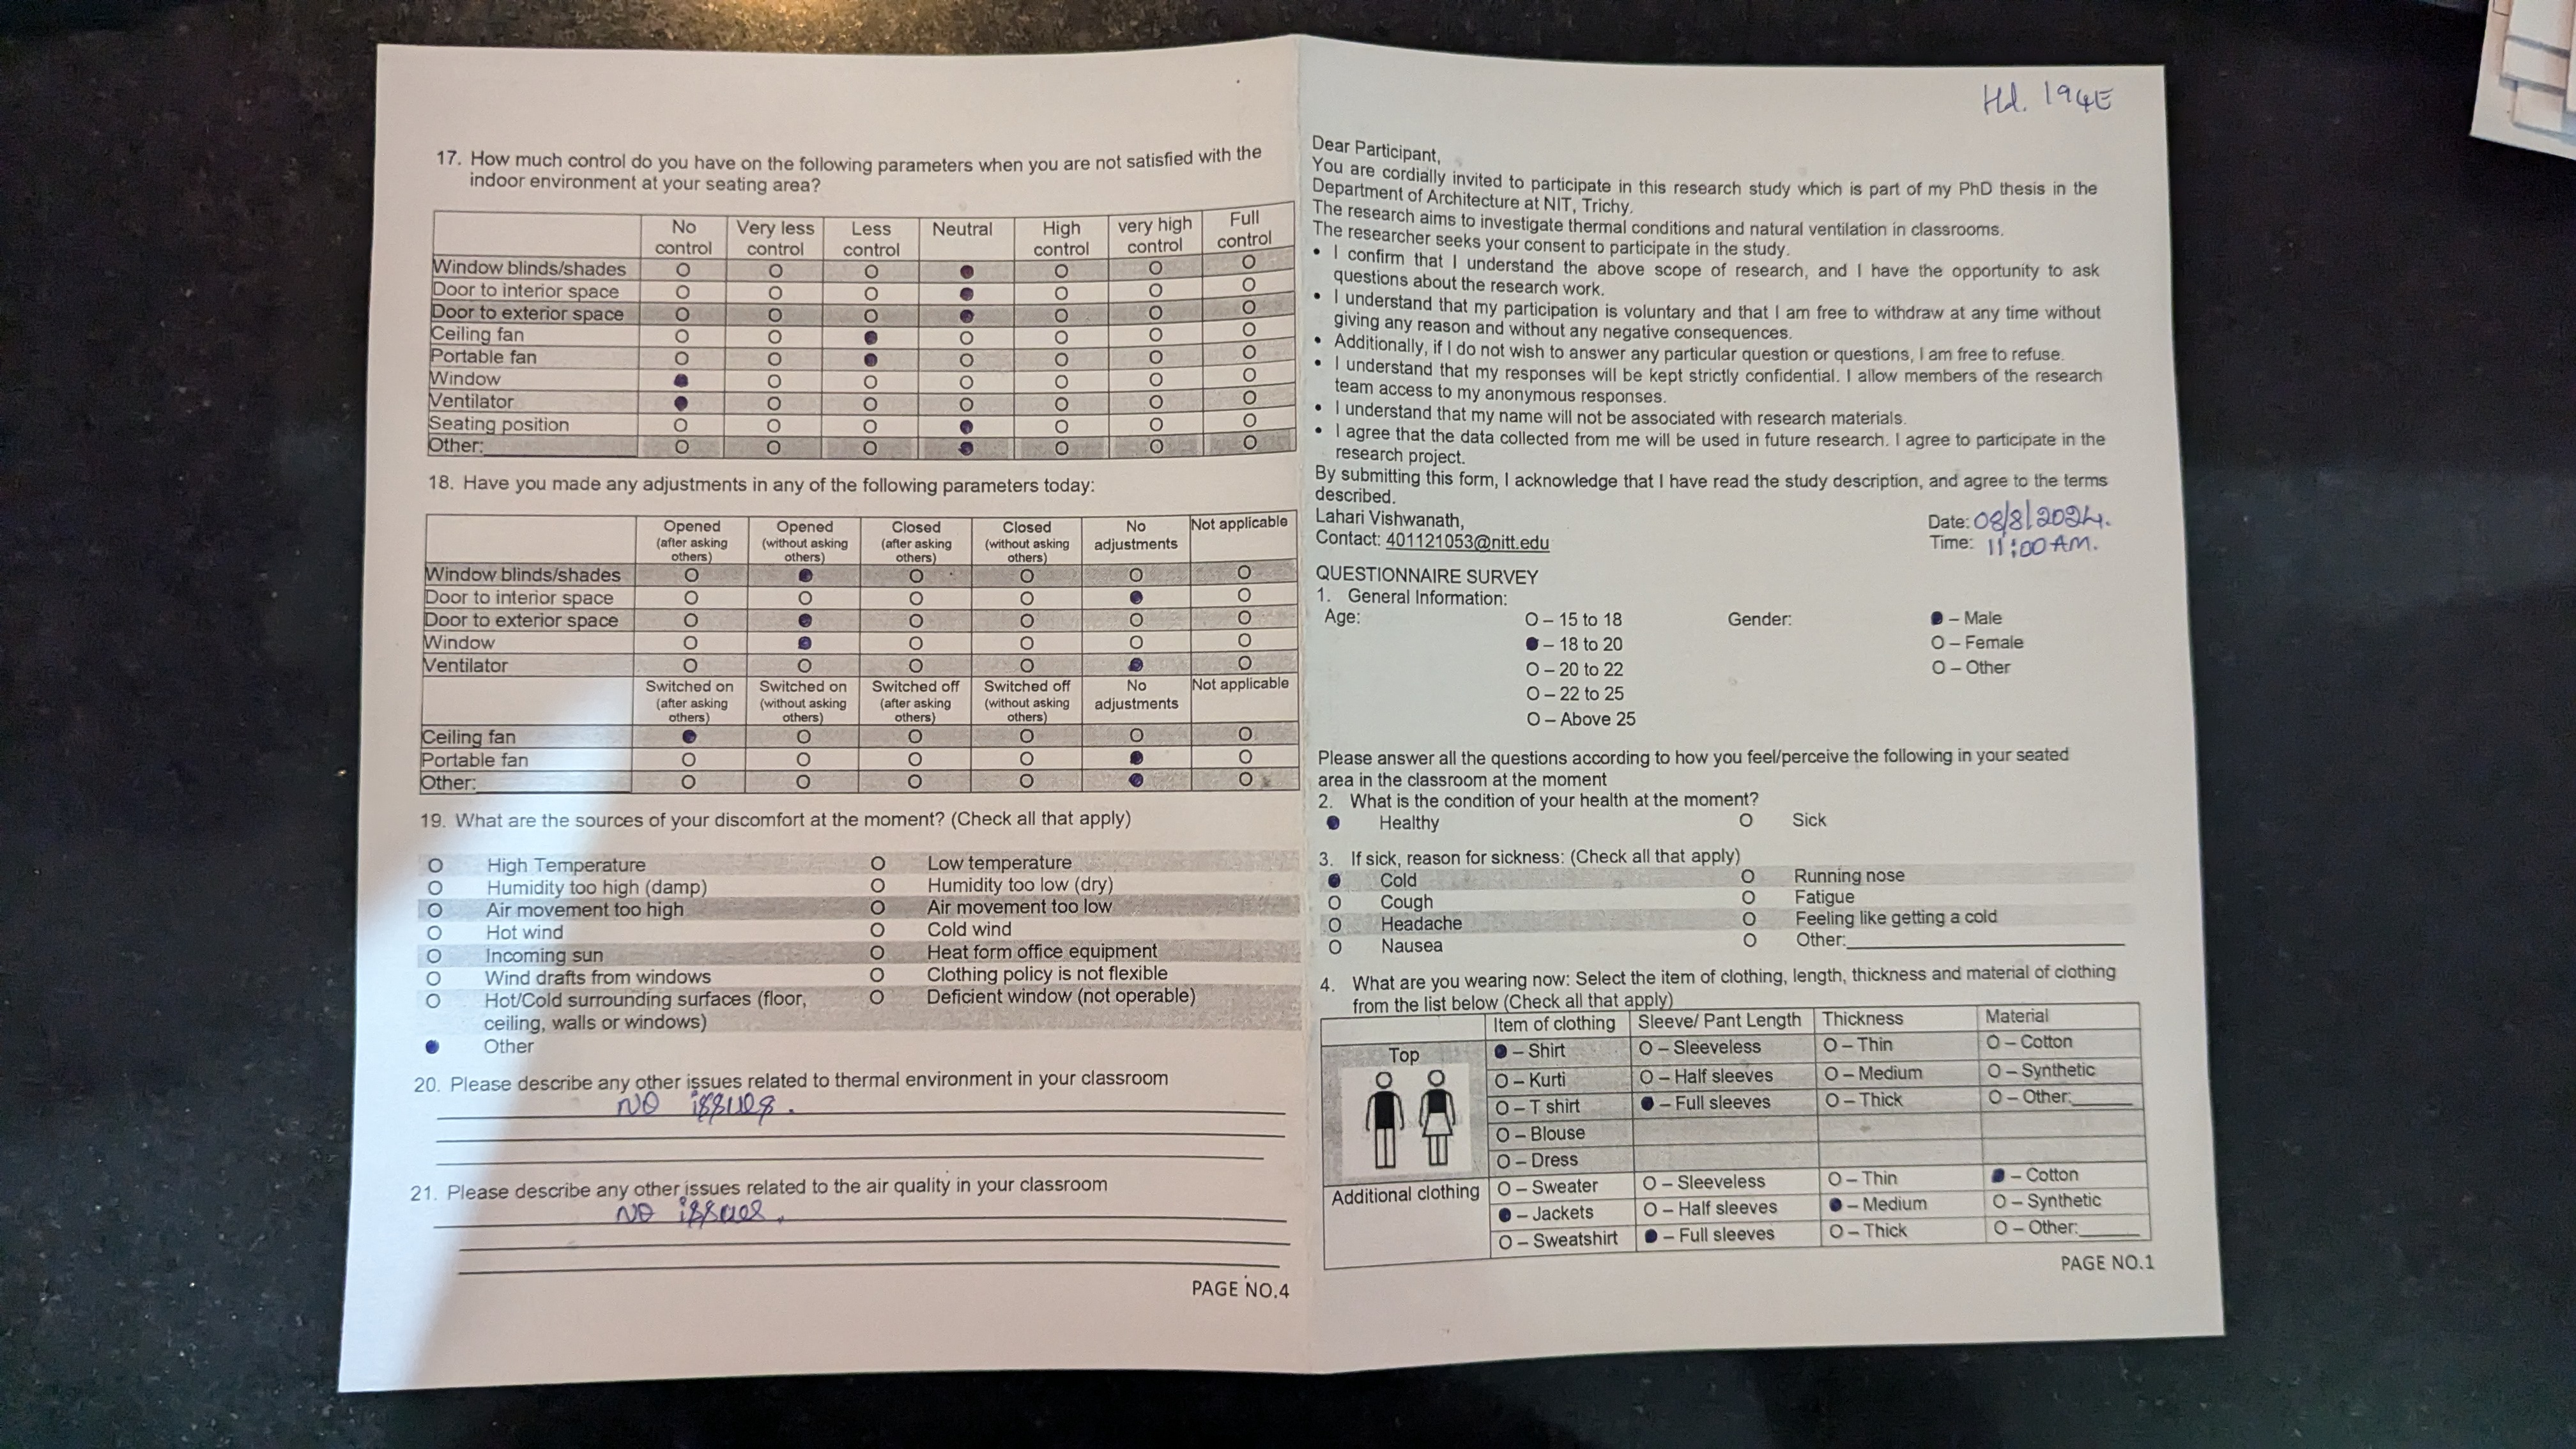 17. How much control do you have on the following parameters when you are not satisfied with the
indoor environment at your seating area?
No control Very less control Less control Neutral High control very high control Full control
Window blinds/shades O O O ● O O O
Door to interior space O O O ● O O O
Door to exterior space O O O ● O O O
Ceiling fan O O ● O O O O
Portable fan O O ● O O O O
Window ● O O O O O O
Ventilator ● O O O O O O
Seating position O O O ● O O O
Other:________ O O O ● O O O
18. Have you made any adjustments in any of the following parameters today:
Opened (after asking others) Opened (without asking others) Closed (after asking others) Closed (without asking others) No adjustments Not applicable
Window blinds/shades O ● O O O O
Door to interior space O O O O ● O
Door to exterior space O ● O O O O
Window O ● O O O O
Ventilator O O O O ● O
Switched on (after asking others) Switched on (without asking others) Switched off (after asking others) Switched off (without asking others) No adjustments Not applicable
Ceiling fan ● O O O O O
Portable fan O O O O ● O
Other:________ O O O O ● O
19. What are the sources of your discomfort at the moment? (Check all that apply)
O High Temperature O Low temperature
O Humidity too high (damp) O Humidity too low (dry)
O Air movement too high O Air movement too low
O Hot wind O Cold wind
O Incoming sun O Heat form office equipment
O Wind drafts from windows O Clothing policy is not flexible
O Hot/Cold surrounding surfaces (floor, O Deficient window (not operable)
ceiling, walls or windows)
● Other
20. Please describe any other issues related to thermal environment in your classroom
NO issues.
21. Please describe any other issues related to the air quality in your classroom
NO issues.
PAGE NO.4
Hd. 194E
Dear Participant,
You are cordially invited to participate in this research study which is part of my PhD thesis in the
Department of Architecture at NIT, Trichy.
The research aims to investigate thermal conditions and natural ventilation in classrooms.
The researcher seeks your consent to participate in the study.
• I confirm that I understand the above scope of research, and I have the opportunity to ask
questions about the research work.
• I understand that my participation is voluntary and that I am free to withdraw at any time without
giving any reason and without any negative consequences.
• Additionally, if I do not wish to answer any particular question or questions, I am free to refuse.
• I understand that my responses will be kept strictly confidential. I allow members of the research
team access to my anonymous responses.
• I understand that my name will not be associated with research materials.
• I agree that the data collected from me will be used in future research. I agree to participate in the
research project.
By submitting this form, I acknowledge that I have read the study description, and agree to the terms
described.
Lahari Vishwanath, Date: 08/8/2024.
Contact: 401121053@nitt.edu Time: 11:00 AM.
QUESTIONNAIRE SURVEY
1. General Information:
Age: O – 15 to 18 Gender: ● – Male
● – 18 to 20 O – Female
O – 20 to 22 O – Other
O – 22 to 25
O – Above 25
Please answer all the questions according to how you feel/perceive the following in your seated
area in the classroom at the moment
2. What is the condition of your health at the moment?
● Healthy O Sick
3. If sick, reason for sickness: (Check all that apply)
● Cold O Running nose
O Cough O Fatigue
O Headache O Feeling like getting a cold
O Nausea O Other:________
4. What are you wearing now: Select the item of clothing, length, thickness and material of clothing
from the list below (Check all that apply)
Item of clothing Sleeve/ Pant Length Thickness Material
Top ● – Shirt O – Sleeveless O – Thin O – Cotton
O – Kurti O – Half sleeves O – Medium O – Synthetic
O – T shirt ● – Full sleeves O – Thick O – Other:______
O – Blouse
O – Dress
Additional clothing O – Sweater O – Sleeveless O – Thin ● – Cotton
● – Jackets O – Half sleeves ● – Medium O – Synthetic
O – Sweatshirt ● – Full sleeves O – Thick O – Other:______
PAGE NO.1